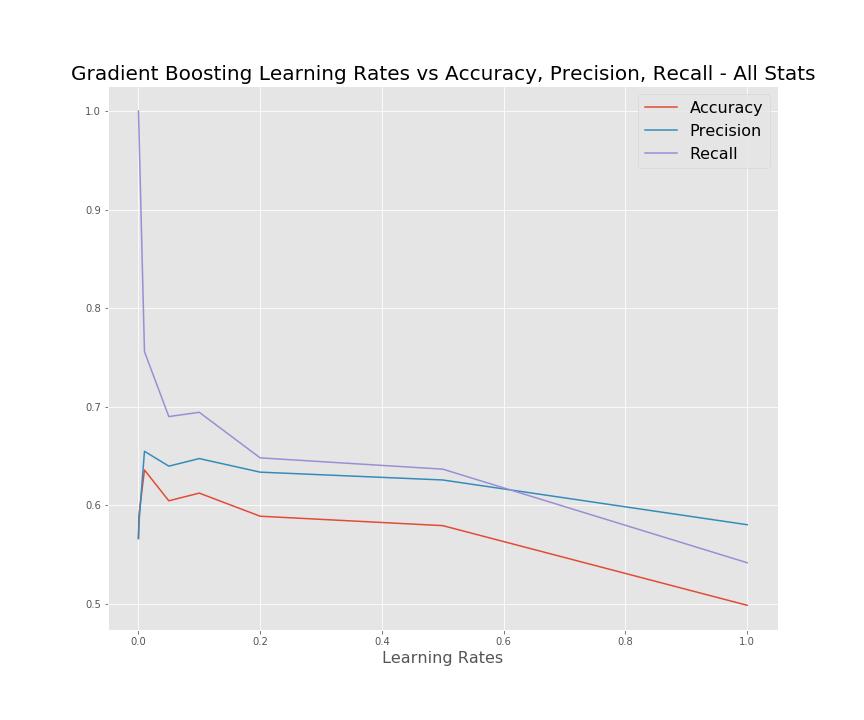 Gradient Boosting Learning Rates vs Accuracy, Precision, Recall - All Stats
Accuracy
Precision
Recall
1.0
0.9
0.8
0.7
0.6
0.5
0.0 0.2 0.4 0.6 0.8 1.0
Learning Rates